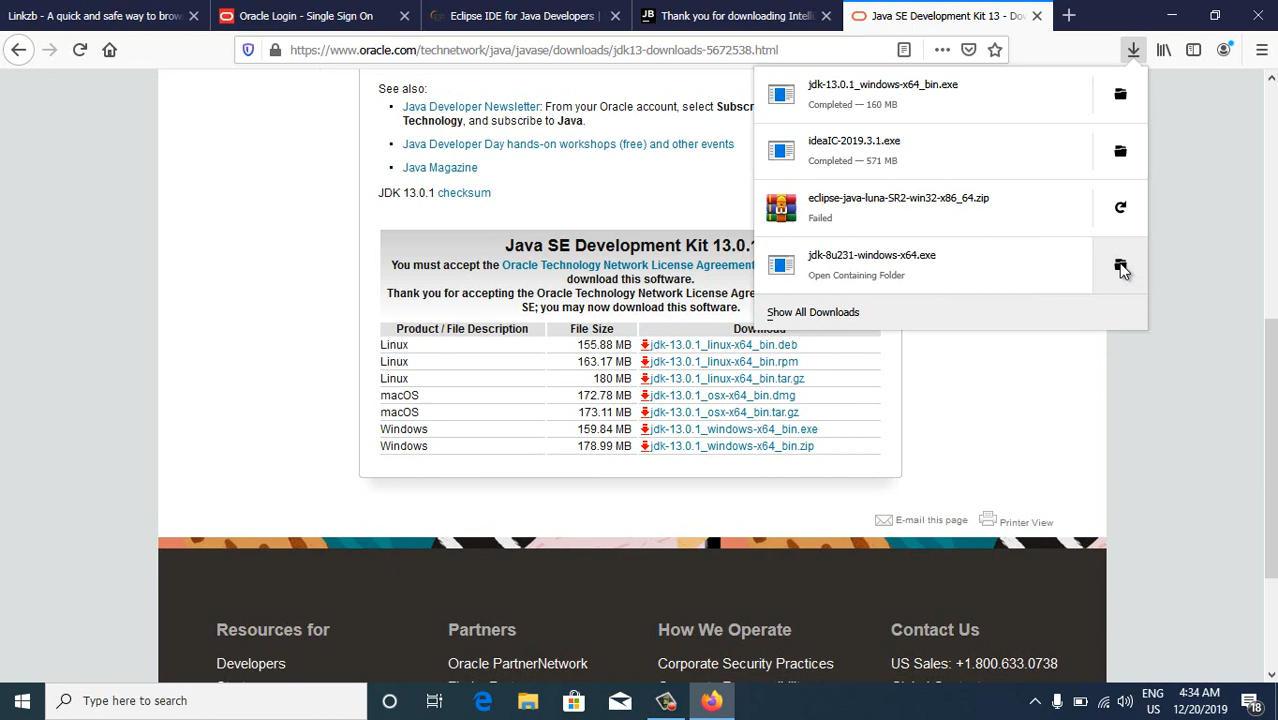 Linkzb - A quick and safe way to brow
Oracle Login - Single Sign On
Eclipse IDE for Java Developers |
Thank you for downloading Intelli
Java SE Development Kit 13 - Dow
https://www.oracle.com/technetwork/java/javase/downloads/jdk13-downloads-5672538.html
See also:
Java Developer Newsletter: From your Oracle account, select Subscr
Technology, and subscribe to Java.
Java Developer Day hands-on workshops (free) and other events
Java Magazine
JDK 13.0.1 checksum
jdk-13.0.1_windows-x64_bin.exe
Completed — 160 MB
ideaIC-2019.3.1.exe
Completed — 571 MB
eclipse-java-luna-SR2-win32-x86_64.zip
Failed
jdk-8u231-windows-x64.exe
Open Containing Folder
Show All Downloads
Java SE Development Kit 13.0.1
You must accept the Oracle Technology Network License Agreement
download this software.
Thank you for accepting the Oracle Technology Network License Agre
SE; you may now download this software.
Product / File Description File Size Download
Linux 155.88 MB jdk-13.0.1_linux-x64_bin.deb
Linux 163.17 MB jdk-13.0.1_linux-x64_bin.rpm
Linux 180 MB jdk-13.0.1_linux-x64_bin.tar.gz
macOS 172.78 MB jdk-13.0.1_osx-x64_bin.dmg
macOS 173.11 MB jdk-13.0.1_osx-x64_bin.tar.gz
Windows 159.84 MB jdk-13.0.1_windows-x64_bin.exe
Windows 178.99 MB jdk-13.0.1_windows-x64_bin.zip
E-mail this page Printer View
Resources for Partners How We Operate Contact Us
Developers Oracle PartnerNetwork Corporate Security Practices US Sales: +1.800.633.0738
Type here to search
ENG
US
4:34 AM
12/20/2019
18